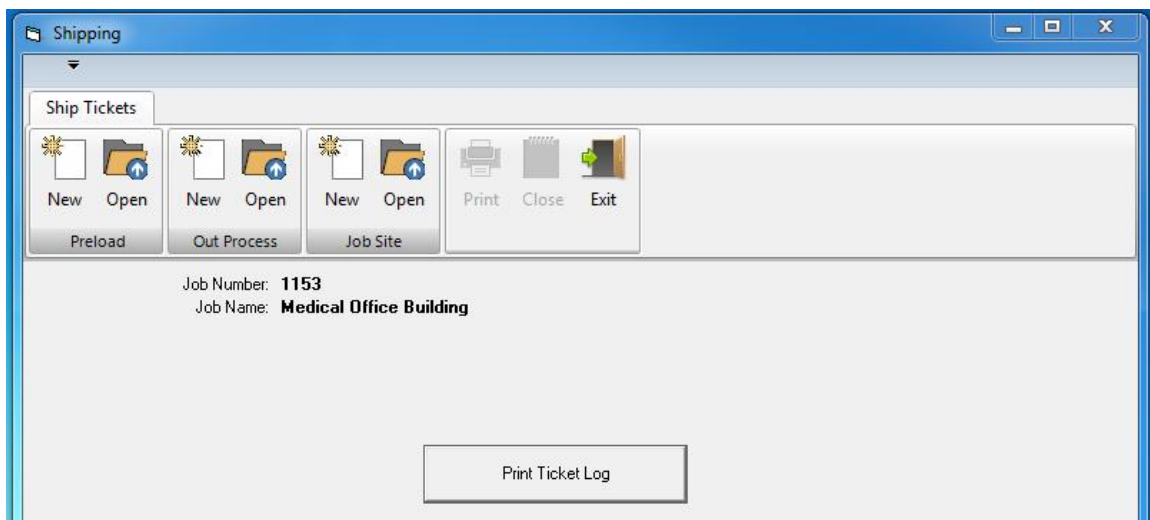 Shipping
Ship Tickets
New Open New Open New Open Print Close Exit
Preload Out Process Job Site
Job Number: 1153
Job Name: Medical Office Building
Print Ticket Log